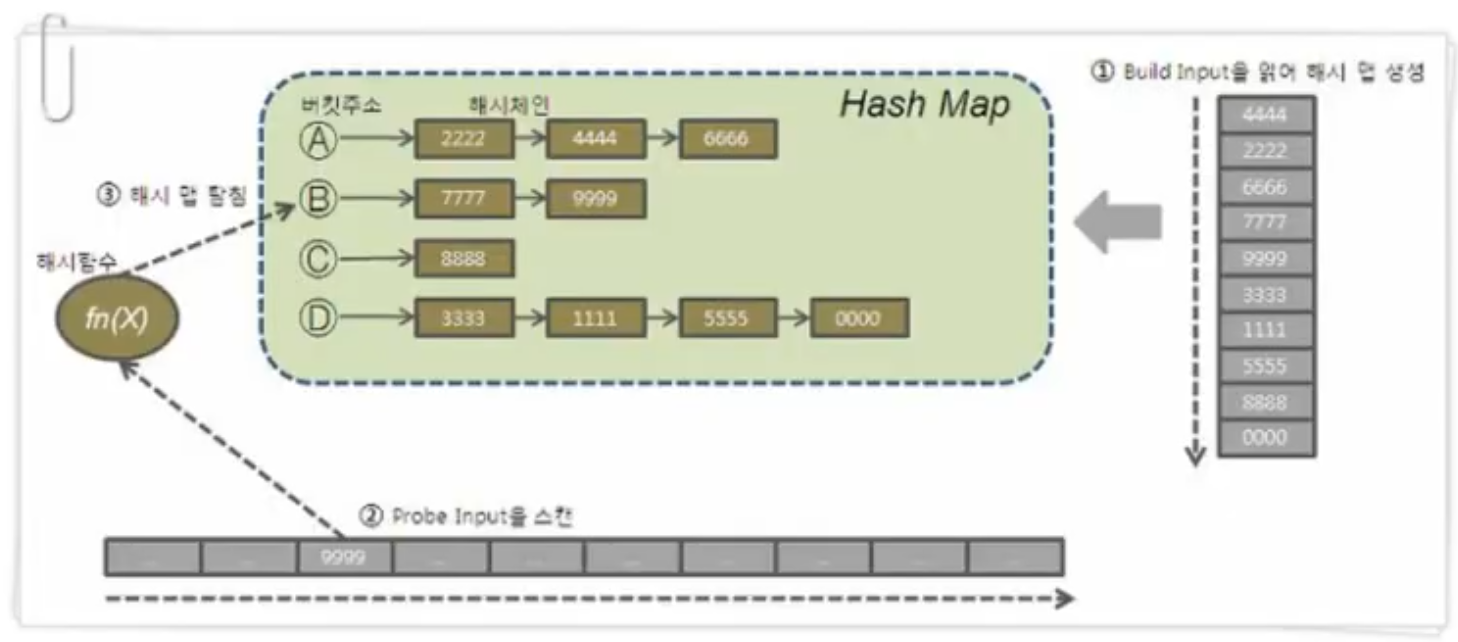 ① Build Input을 읽어 해시 맵 생성
버킷주소 해시체인
Hash Map
Ⓐ 2222 4444 6666
Ⓑ 7777 9999
Ⓒ 8888
Ⓓ 3333 1111 5555 0000
③ 해시 맵 탐침
해시함수
fn(X)
4444
2222
6666
7777
9999
3333
1111
5555
8888
0000
② Probe Input을 스캔
... ... 9999 ... ... ... ... ... ... ...